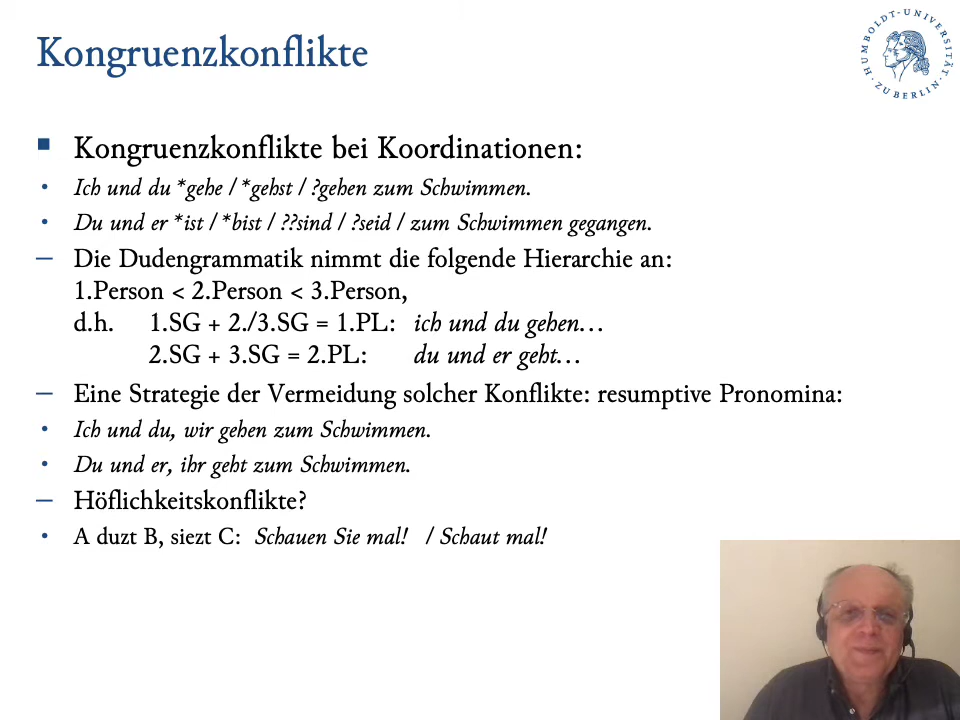 Kongruenzkonflikte
HUMBOLDT-UNIVERSITÄT
ZU BERLIN
■ Kongruenzkonflikte bei Koordinationen:
• Ich und du *gehe / *gehst / ?gehen zum Schwimmen.
• Du und er *ist / *bist / ??sind / ?seid / zum Schwimmen gegangen.
– Die Dudengrammatik nimmt die folgende Hierarchie an:
1.Person < 2.Person < 3.Person,
d.h. 1.SG + 2./3.SG = 1.PL: ich und du gehen…
2.SG + 3.SG = 2.PL: du und er geht…
– Eine Strategie der Vermeidung solcher Konflikte: resumptive Pronomina:
• Ich und du, wir gehen zum Schwimmen.
• Du und er, ihr geht zum Schwimmen.
– Höflichkeitskonflikte?
• A duzt B, siezt C: Schauen Sie mal! / Schaut mal!